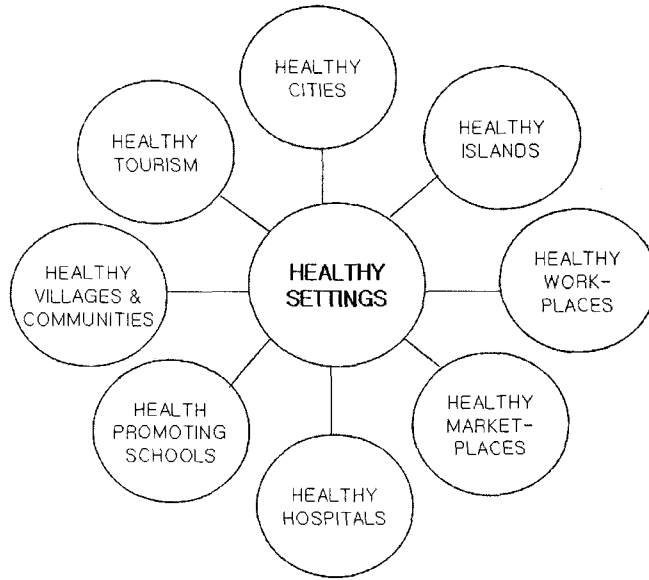 HEALTHY
CITIES
HEALTHY
ISLANDS
HEALTHY
WORK-
PLACES
HEALTHY
MARKET-
PLACES
HEALTHY
HOSPITALS
HEALTH
PROMOTING
SCHOOLS
HEALTHY
VILLAGES &
COMMUNITIES
HEALTHY
TOURISM
HEALTHY
SETTINGS